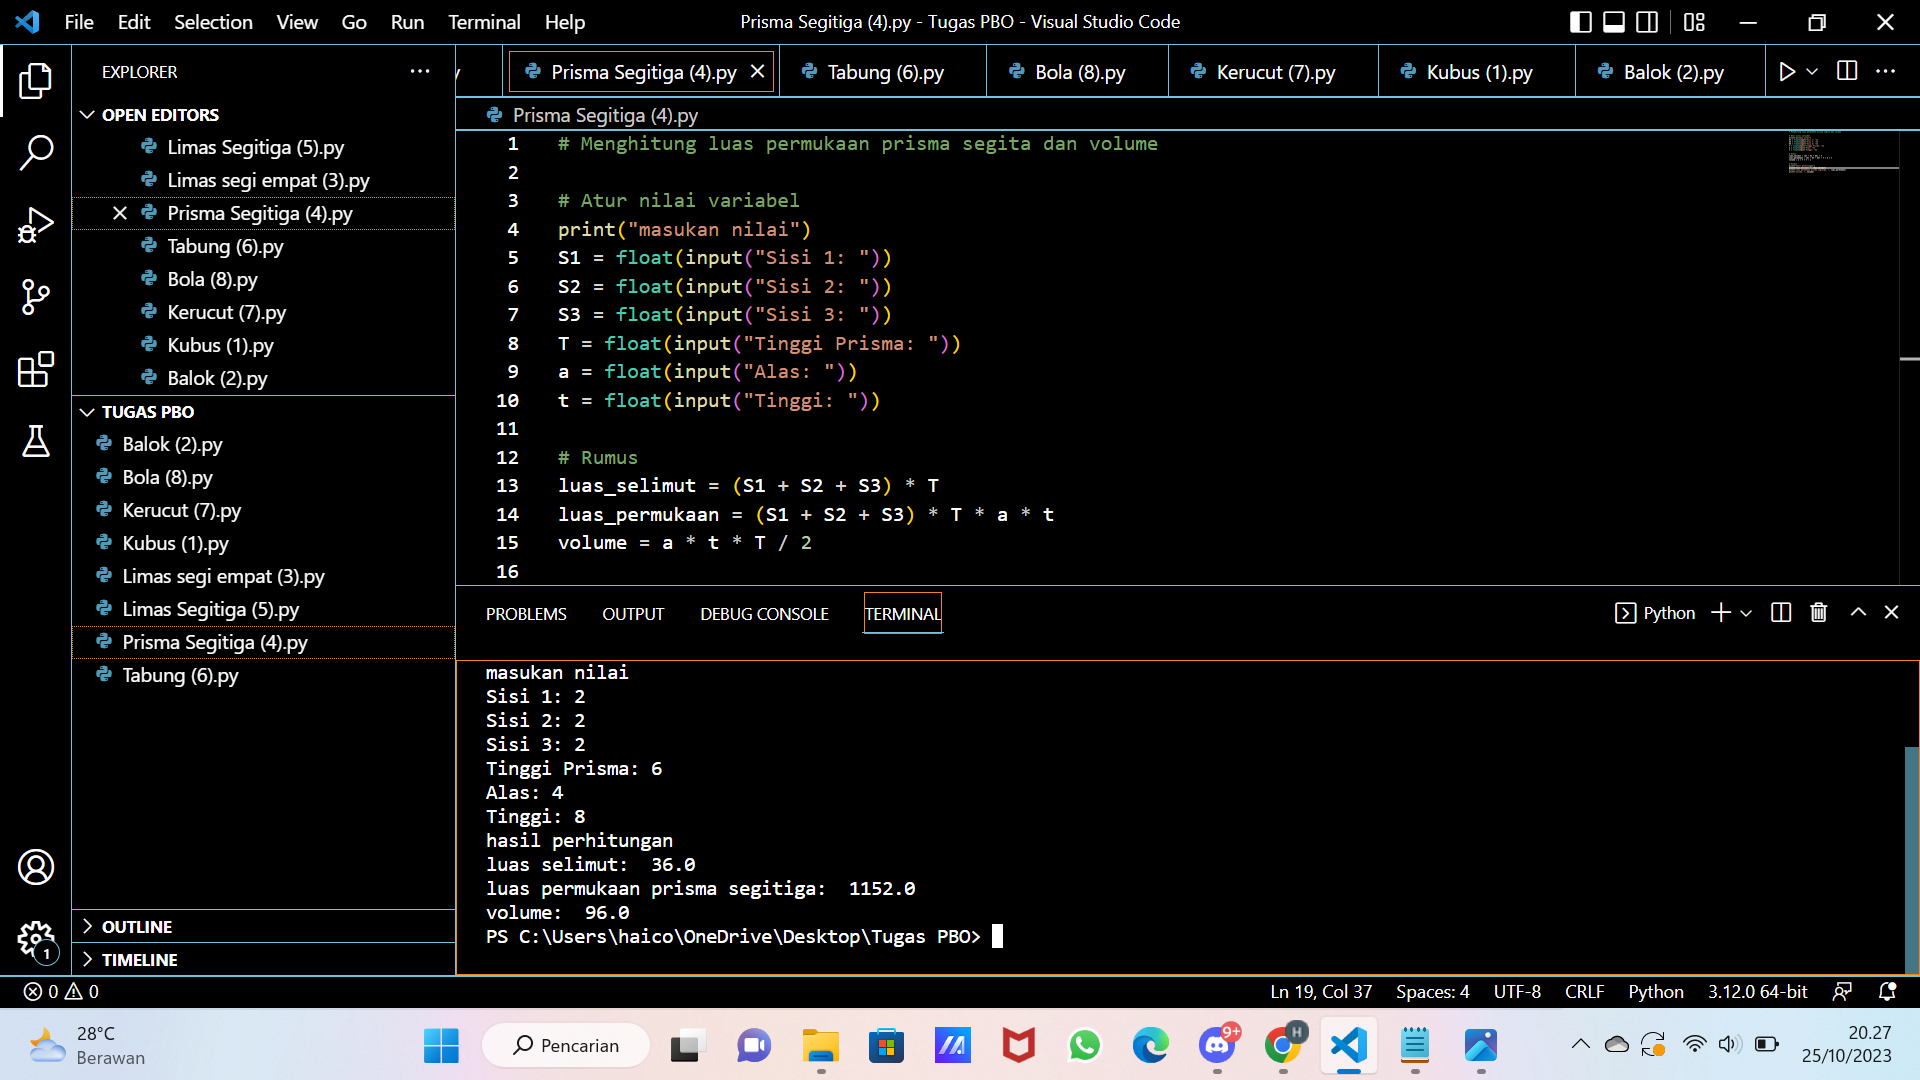 File Edit Selection View Go Run Terminal Help
Prisma Segitiga (4).py - Tugas PBO - Visual Studio Code
EXPLORER
OPEN EDITORS
Limas Segitiga (5).py
Limas segi empat (3).py
Prisma Segitiga (4).py
Tabung (6).py
Bola (8).py
Kerucut (7).py
Kubus (1).py
Balok (2).py
TUGAS PBO
Balok (2).py
Bola (8).py
Kerucut (7).py
Kubus (1).py
Limas segi empat (3).py
Limas Segitiga (5).py
Prisma Segitiga (4).py
Tabung (6).py
OUTLINE
TIMELINE
1
y Prisma Segitiga (4).py Tabung (6).py Bola (8).py Kerucut (7).py Kubus (1).py Balok (2).py
Prisma Segitiga (4).py
1 # Menghitung luas permukaan prisma segita dan volume
2
3 # Atur nilai variabel
4 print("masukan nilai")
5 S1 = float(input("Sisi 1: "))
6 S2 = float(input("Sisi 2: "))
7 S3 = float(input("Sisi 3: "))
8 T = float(input("Tinggi Prisma: "))
9 a = float(input("Alas: "))
10 t = float(input("Tinggi: "))
11
12 # Rumus
13 luas_selimut = (S1 + S2 + S3) * T
14 luas_permukaan = (S1 + S2 + S3) * T * a * t
15 volume = a * t * T / 2
16
PROBLEMS OUTPUT DEBUG CONSOLE TERMINAL
Python
masukan nilai
Sisi 1: 2
Sisi 2: 2
Sisi 3: 2
Tinggi Prisma: 6
Alas: 4
Tinggi: 8
hasil perhitungan
luas selimut:  36.0
luas permukaan prisma segitiga:  1152.0
volume:  96.0
PS C:\Users\haico\OneDrive\Desktop\Tugas PBO>
0 0
Ln 19, Col 37 Spaces: 4 UTF-8 CRLF Python 3.12.0 64-bit
28°C
Berawan
Pencarian
9+
H
20.27
25/10/2023